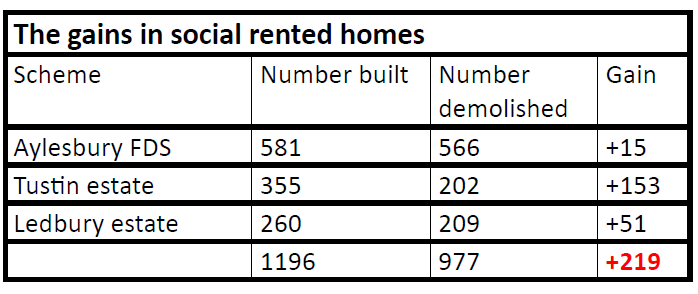 The gains in social rented homes
Scheme Number built Number demolished Gain
Aylesbury FDS 581 566 +15
Tustin estate 355 202 +153
Ledbury estate 260 209 +51
1196 977 +219